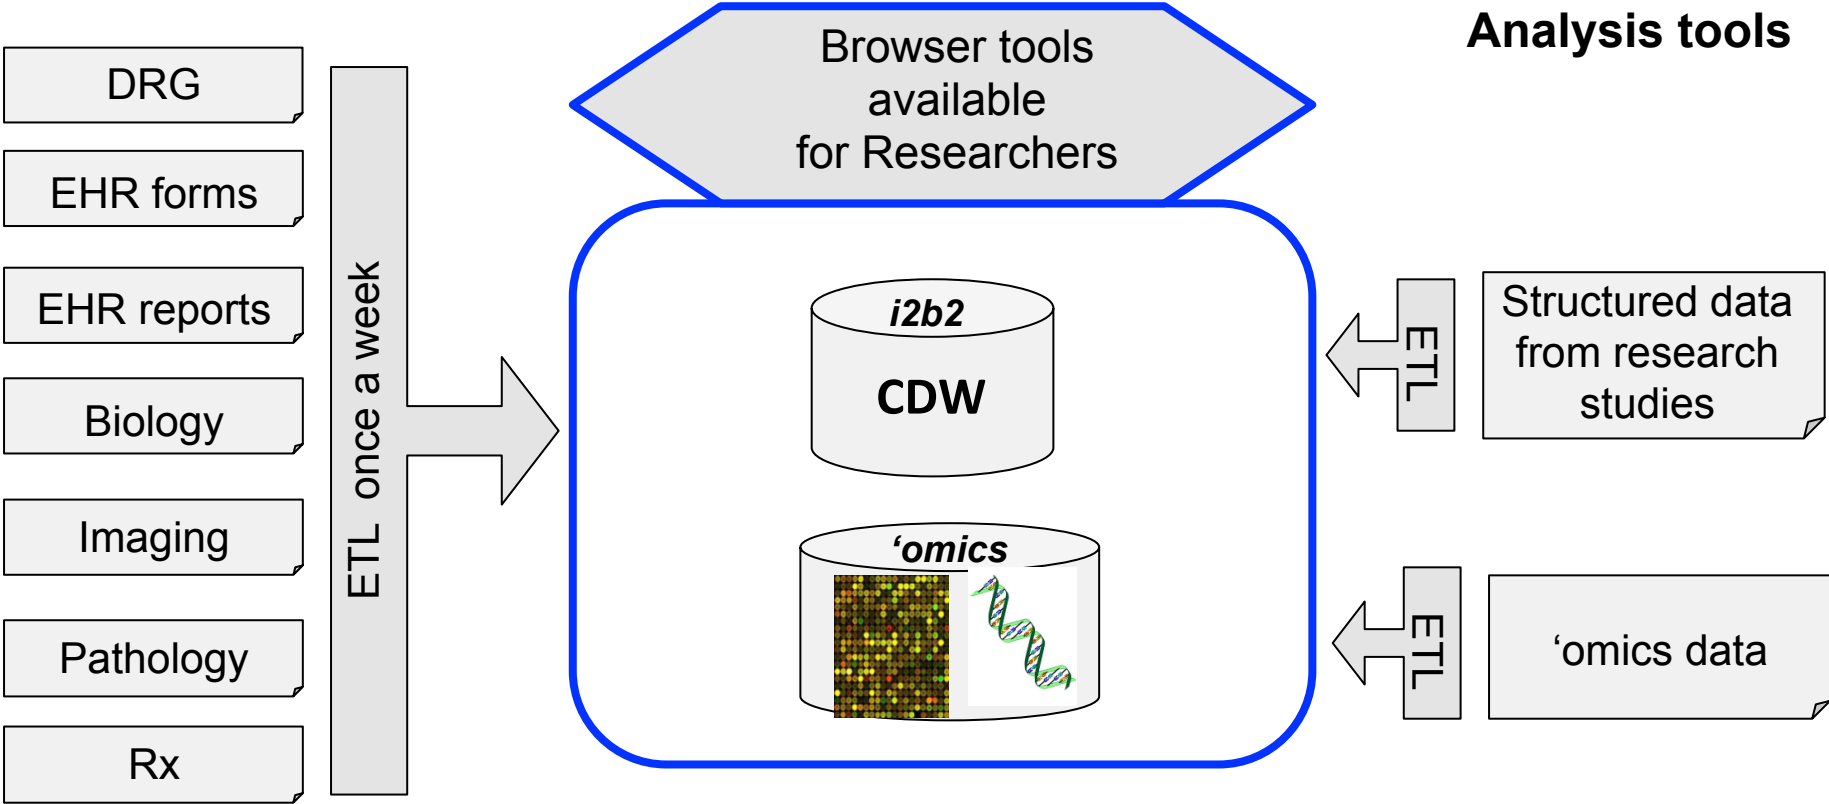 Analysis tools
Browser tools
available
for Researchers
DRG
EHR forms
EHR reports
Biology
Imaging
Pathology
Rx
ETL once a week
i2b2
CDW
‘omics
ETL
Structured data
from research
studies
ETL
‘omics data